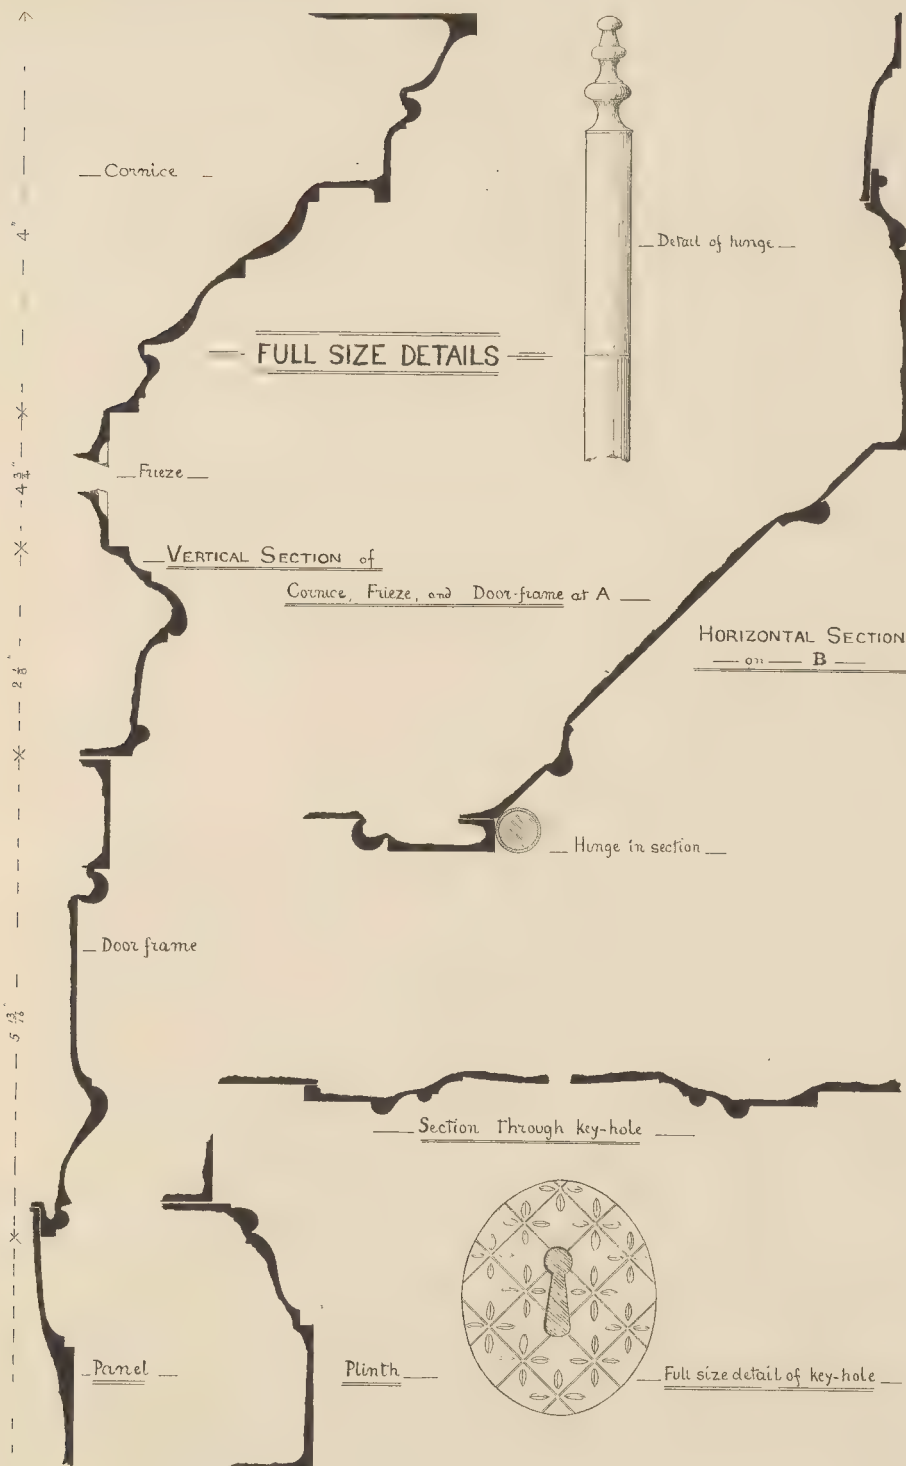 Cornice
4"
Detail of hinge
FULL SIZE DETAILS
4 3/4"
Frieze
VERTICAL SECTION of
Cornice, Frieze, and Door-frame at A
HORIZONTAL SECTION
on B
2 1/8"
Hinge in section
Door frame
5 13/16"
Section through key-hole
Panel
Plinth
Full size detail of key-hole